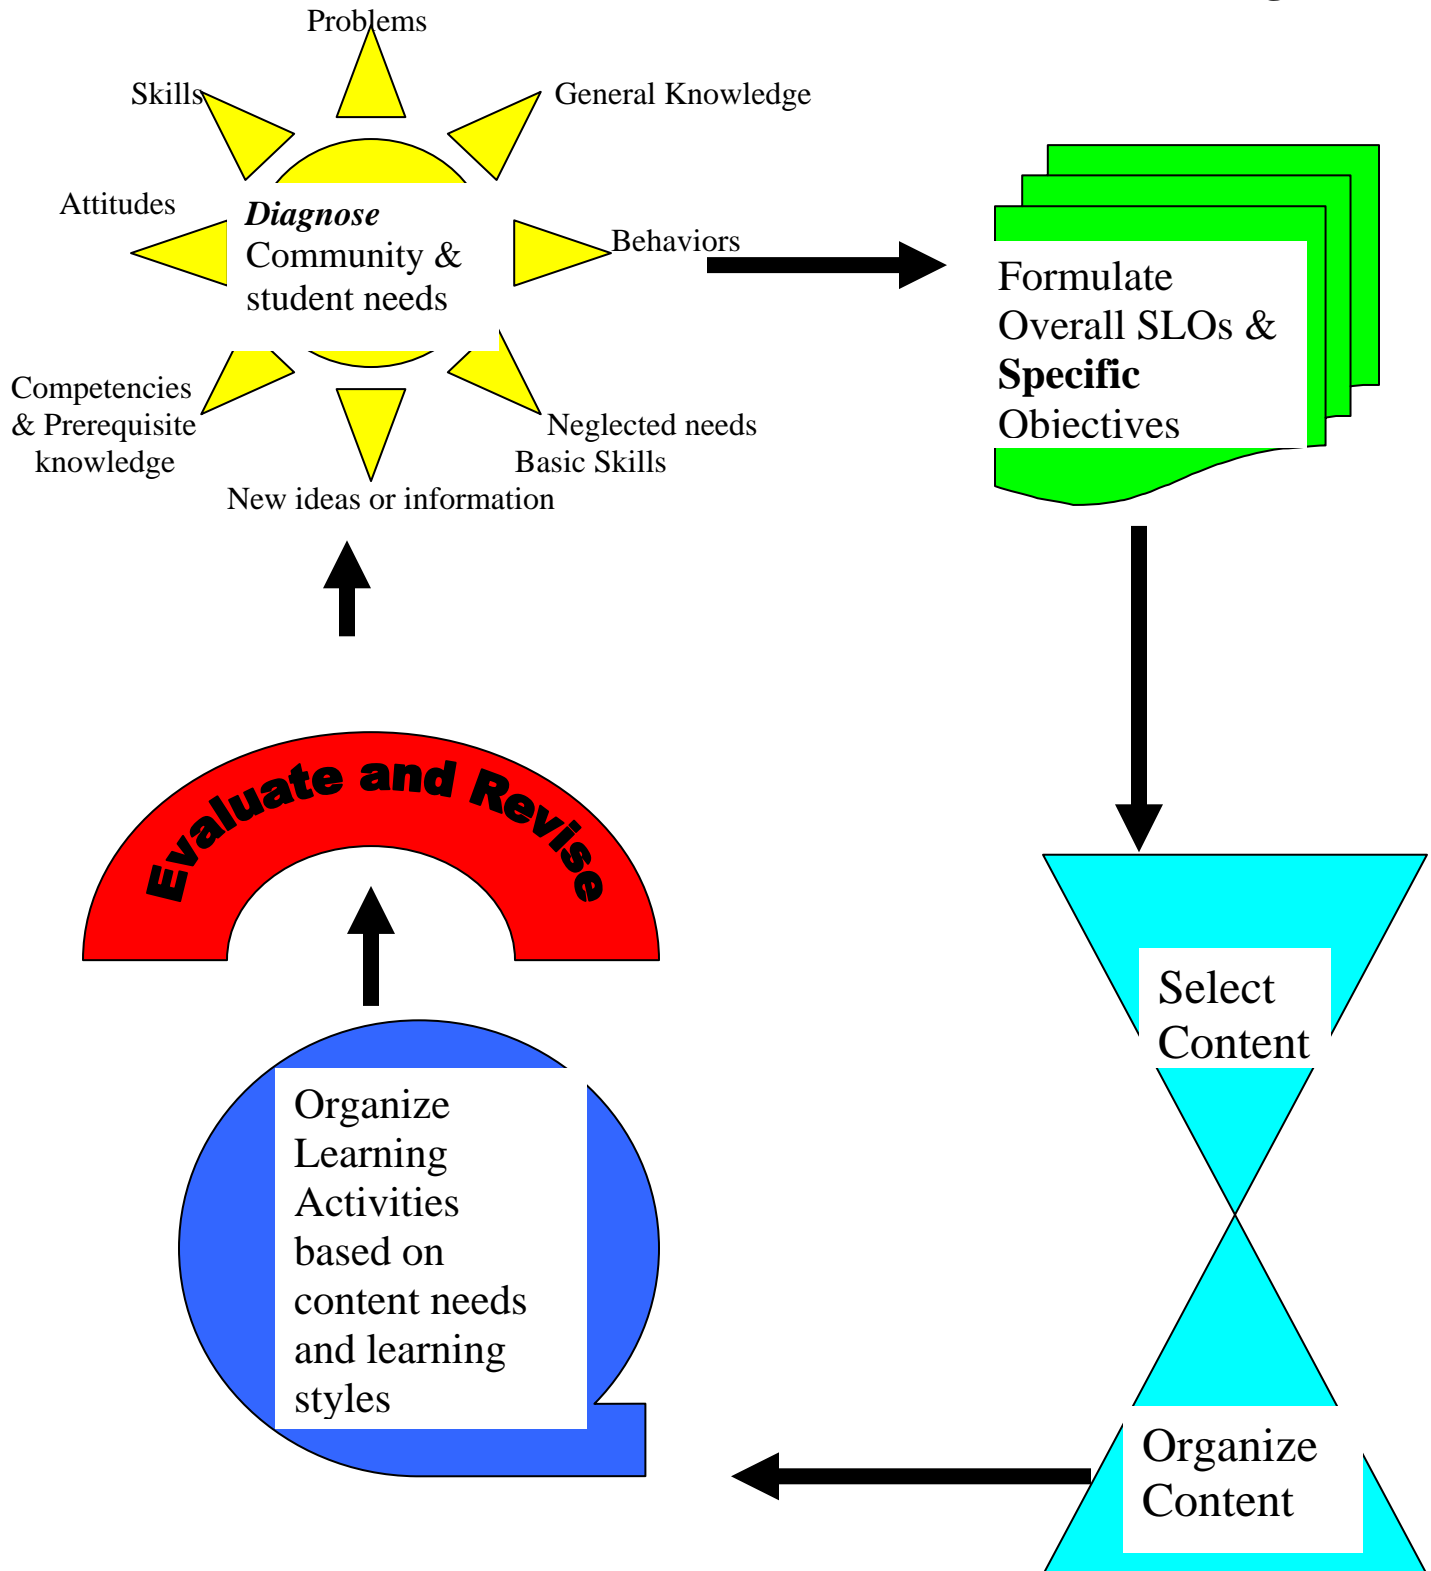 Problems
Skills
General Knowledge
Attitudes
Diagnose
Community &
student needs
Behaviors
Competencies
& Prerequisite
knowledge
Neglected needs
Basic Skills
New ideas or information
Formulate
Overall SLOs &
Specific
Objectives
Select
Content
Organize
Content
Organize
Learning
Activities
based on
content needs
and learning
styles
Evaluate and Revise